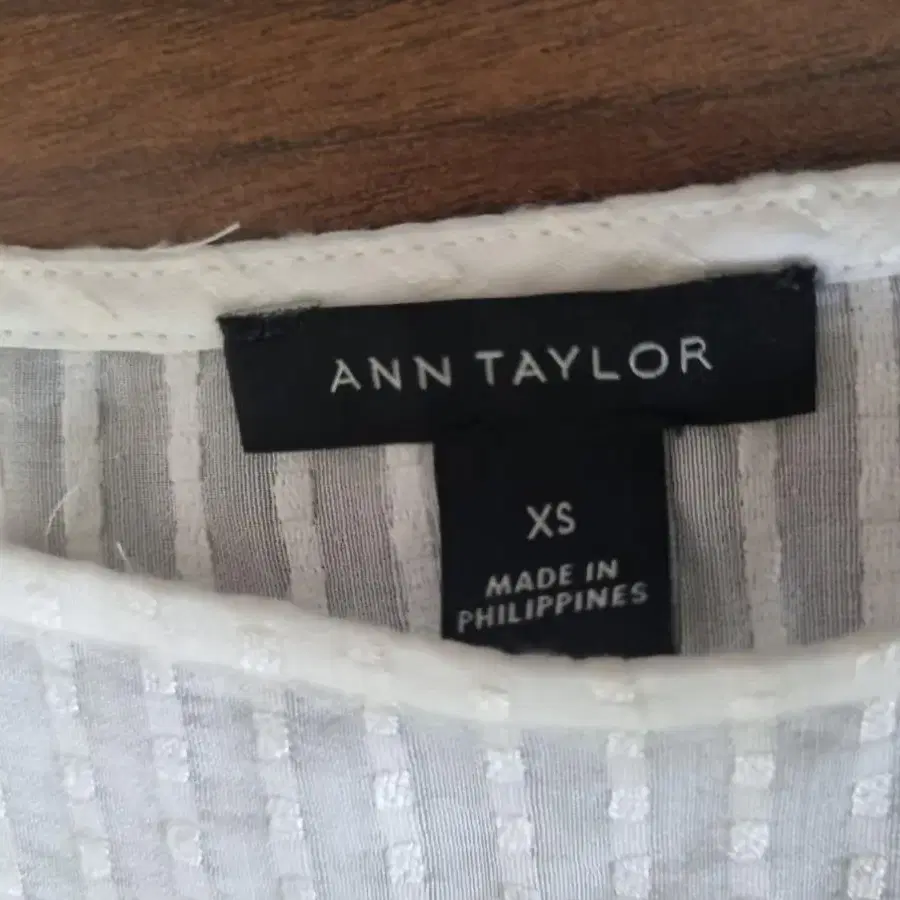 ANN TAYLOR
XS
MADE IN
PHILIPPINES